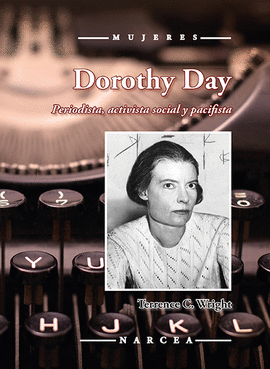 MUJERES
Dorothy Day
Periodista, activista social y pacifista
Terrence C. Wright
Y U
H J K L
NARCEA